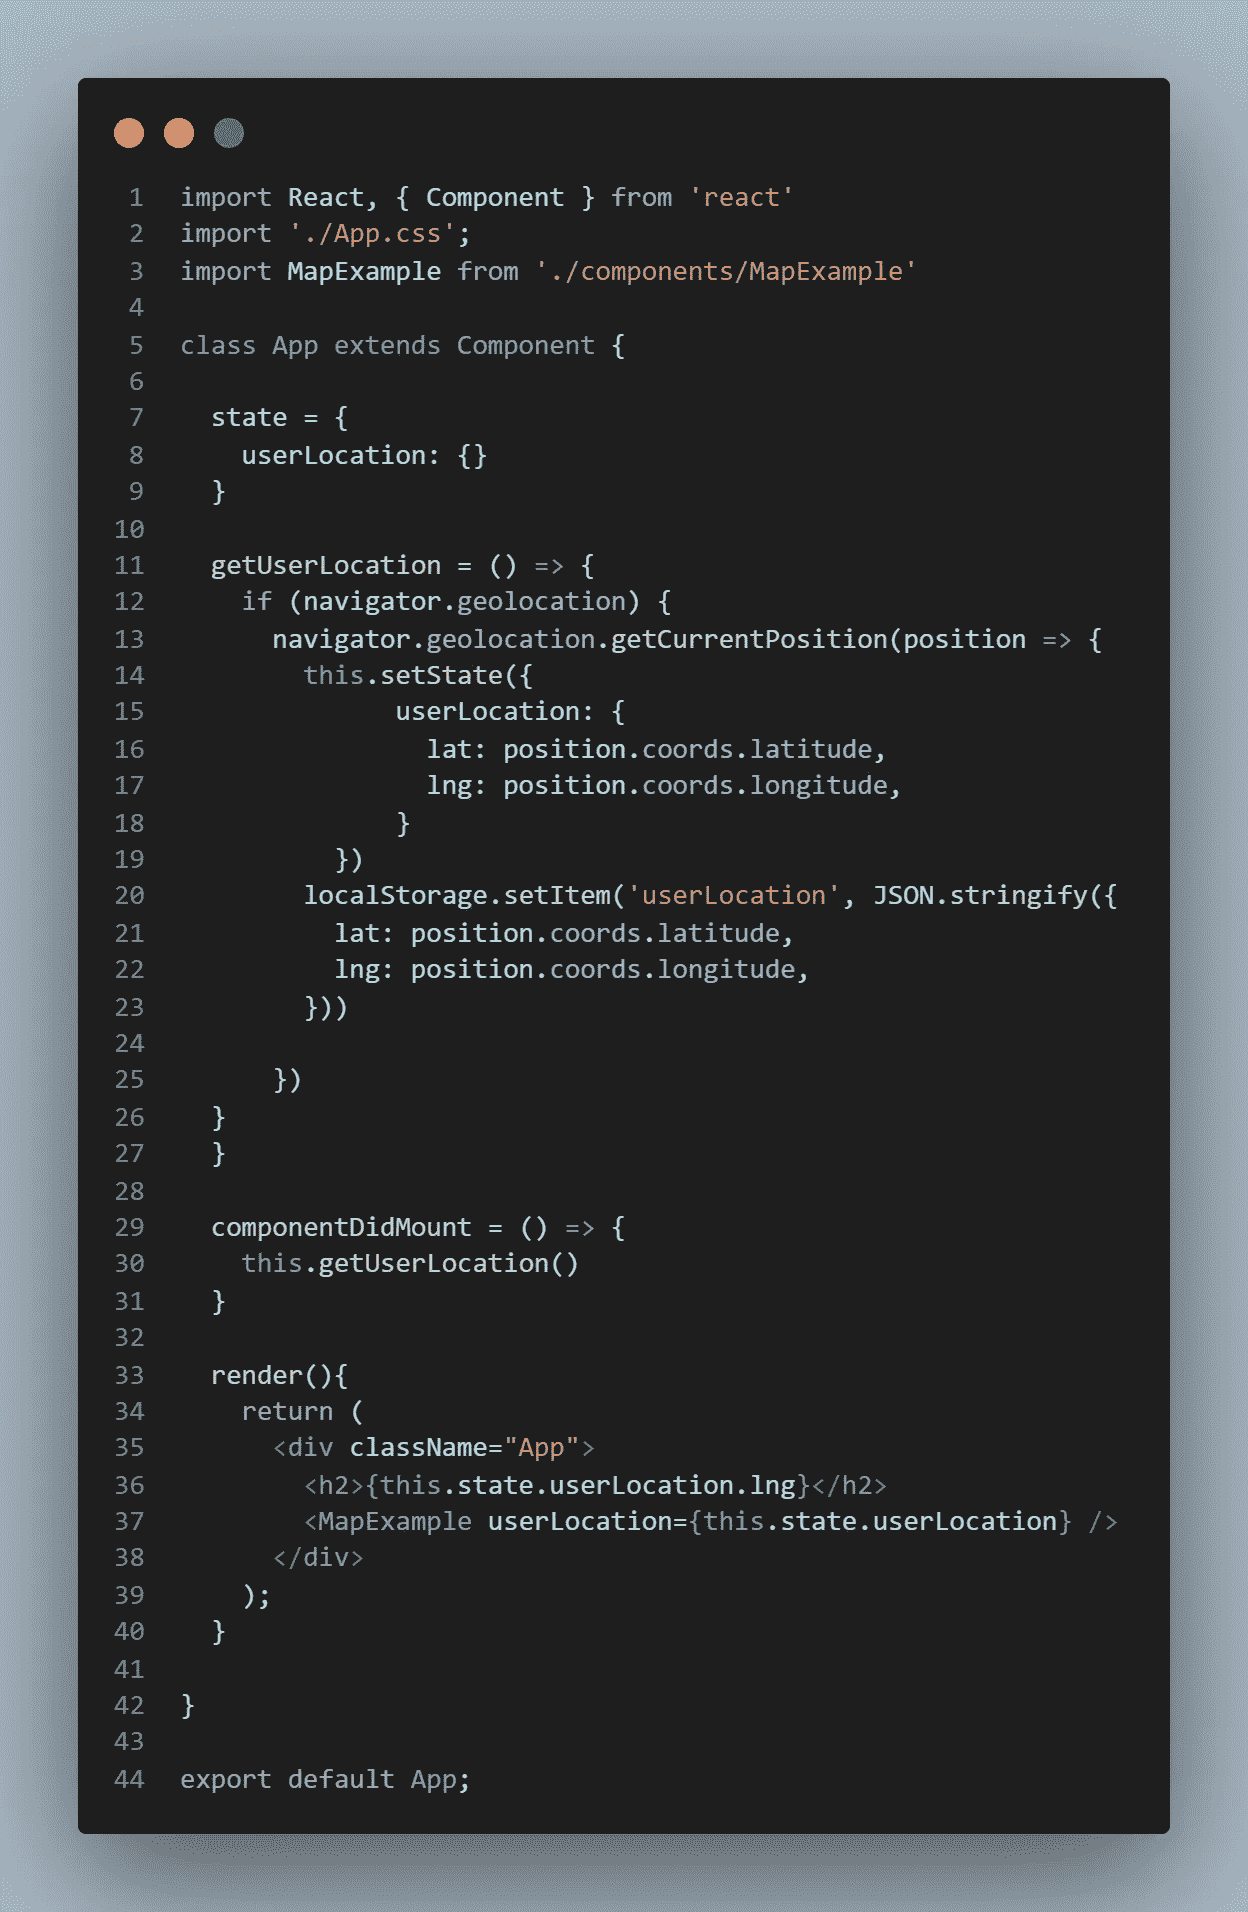 1 import React, { Component } from 'react'
2 import './App.css';
3 import MapExample from './components/MapExample'
4
5 class App extends Component {
6
7   state = {
8     userLocation: {}
9   }
10
11   getUserLocation = () => {
12     if (navigator.geolocation) {
13       navigator.geolocation.getCurrentPosition(position => {
14         this.setState({
15               userLocation: {
16                 lat: position.coords.latitude,
17                 lng: position.coords.longitude,
18               }
19           })
20         localStorage.setItem('userLocation', JSON.stringify({
21           lat: position.coords.latitude,
22           lng: position.coords.longitude,
23         }))
24
25       })
26   }
27   }
28
29   componentDidMount = () => {
30     this.getUserLocation()
31   }
32
33   render(){
34     return (
35       <div className="App">
36         <h2>{this.state.userLocation.lng}</h2>
37         <MapExample userLocation={this.state.userLocation} />
38       </div>
39     );
40   }
41
42 }
43
44 export default App;